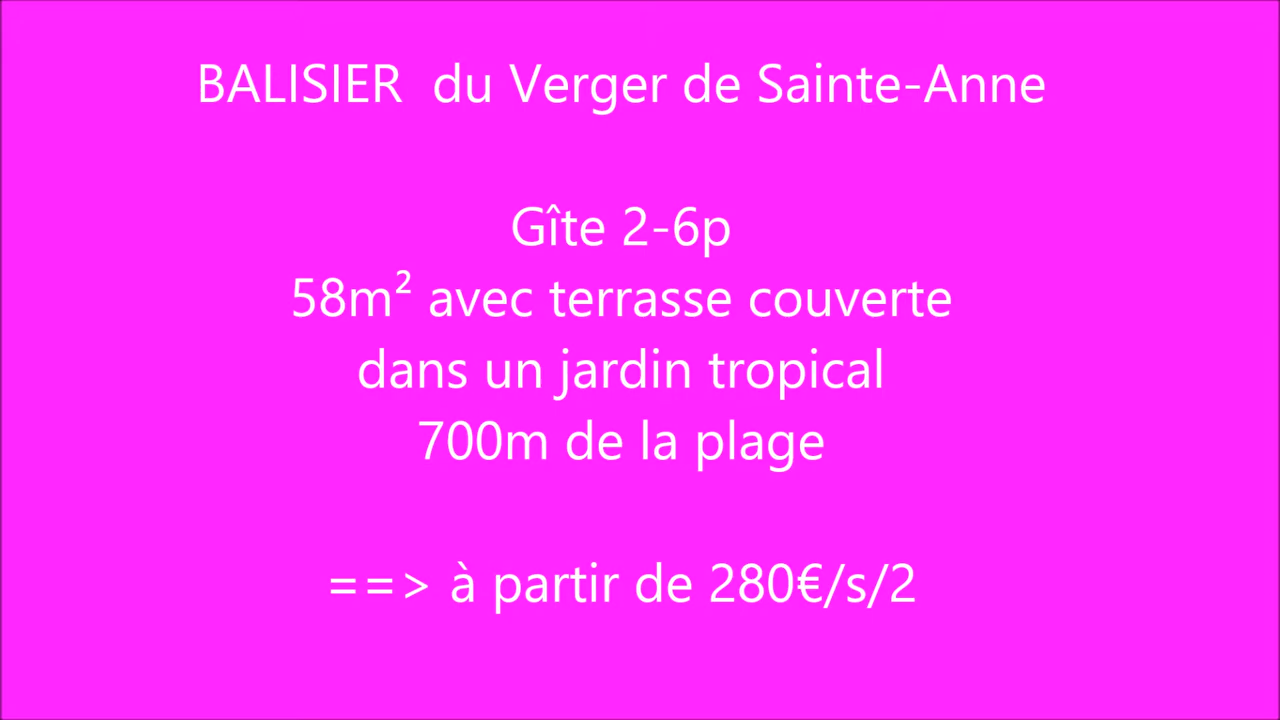 BALISIER  du Verger de Sainte-Anne
Gîte 2-6p
58m² avec terrasse couverte
dans un jardin tropical
700m de la plage
==> à partir de 280€/s/2